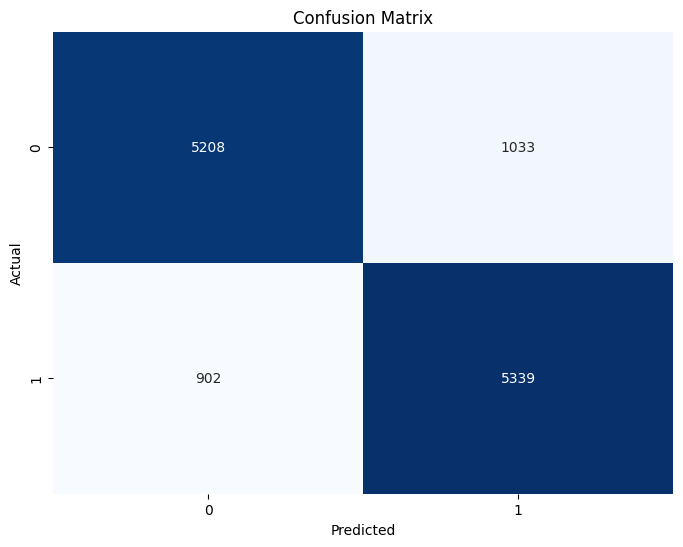 Confusion Matrix
Actual
0
5208
1033
1
902
5339
0
1
Predicted